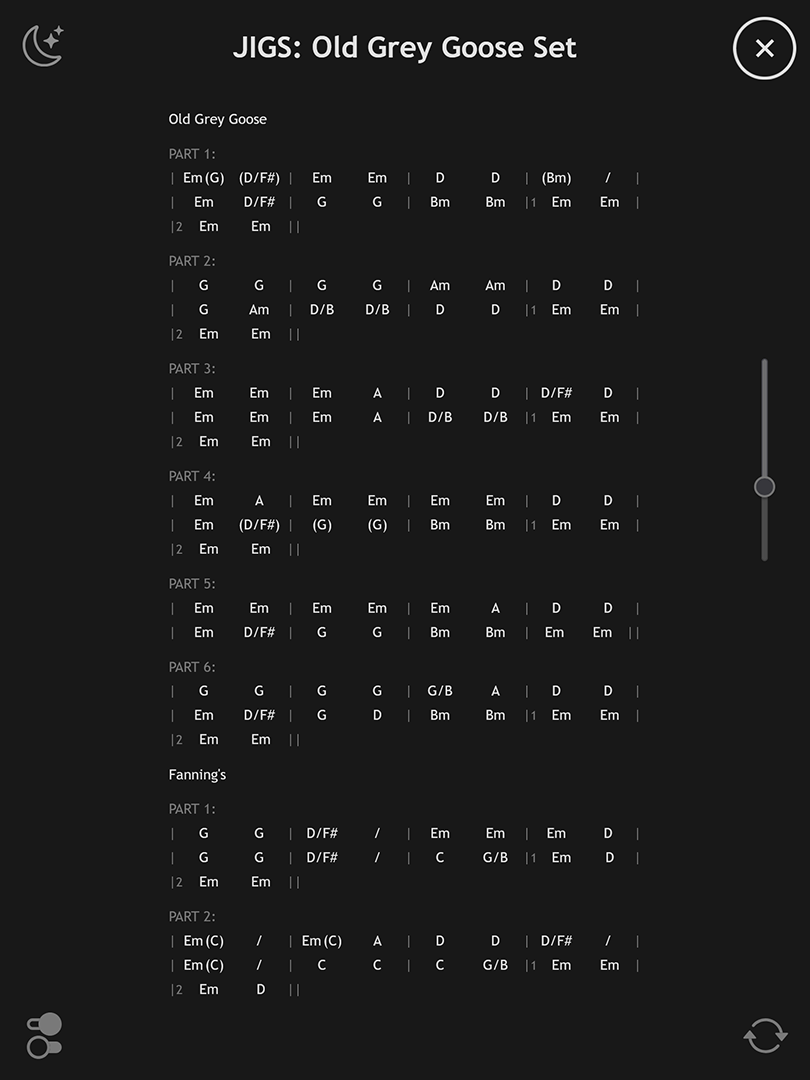 JIGS: Old Grey Goose Set
Old Grey Goose
PART 1:
| Em (G) (D/F#) | Em Em | D D | (Bm) / |
| Em D/F# | G G | Bm Bm |1 Em Em |
|2 Em Em ||
PART 2:
| G G | G G | Am Am | D D |
| G Am | D/B D/B | D D |1 Em Em |
|2 Em Em ||
PART 3:
| Em Em | Em A | D D | D/F# D |
| Em Em | Em A | D/B D/B |1 Em Em |
|2 Em Em ||
PART 4:
| Em A | Em Em | Em Em | D D |
| Em (D/F#) | (G) (G) | Bm Bm |1 Em Em |
|2 Em Em ||
PART 5:
| Em Em | Em Em | Em A | D D |
| Em D/F# | G G | Bm Bm | Em Em ||
PART 6:
| G G | G G | G/B A | D D |
| Em D/F# | G D | Bm Bm |1 Em Em |
|2 Em Em ||
Fanning's
PART 1:
| G G | D/F# / | Em Em | Em D |
| G G | D/F# / | C G/B |1 Em D |
|2 Em Em ||
PART 2:
| Em (C) / | Em (C) A | D D | D/F# / |
| Em (C) / | C C | C G/B |1 Em Em |
|2 Em D ||